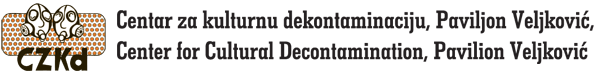 Centar za kulturnu dekontaminaciju, Paviljon Veljković,
Center for Cultural Decontamination, Pavilion Veljković
CZKd